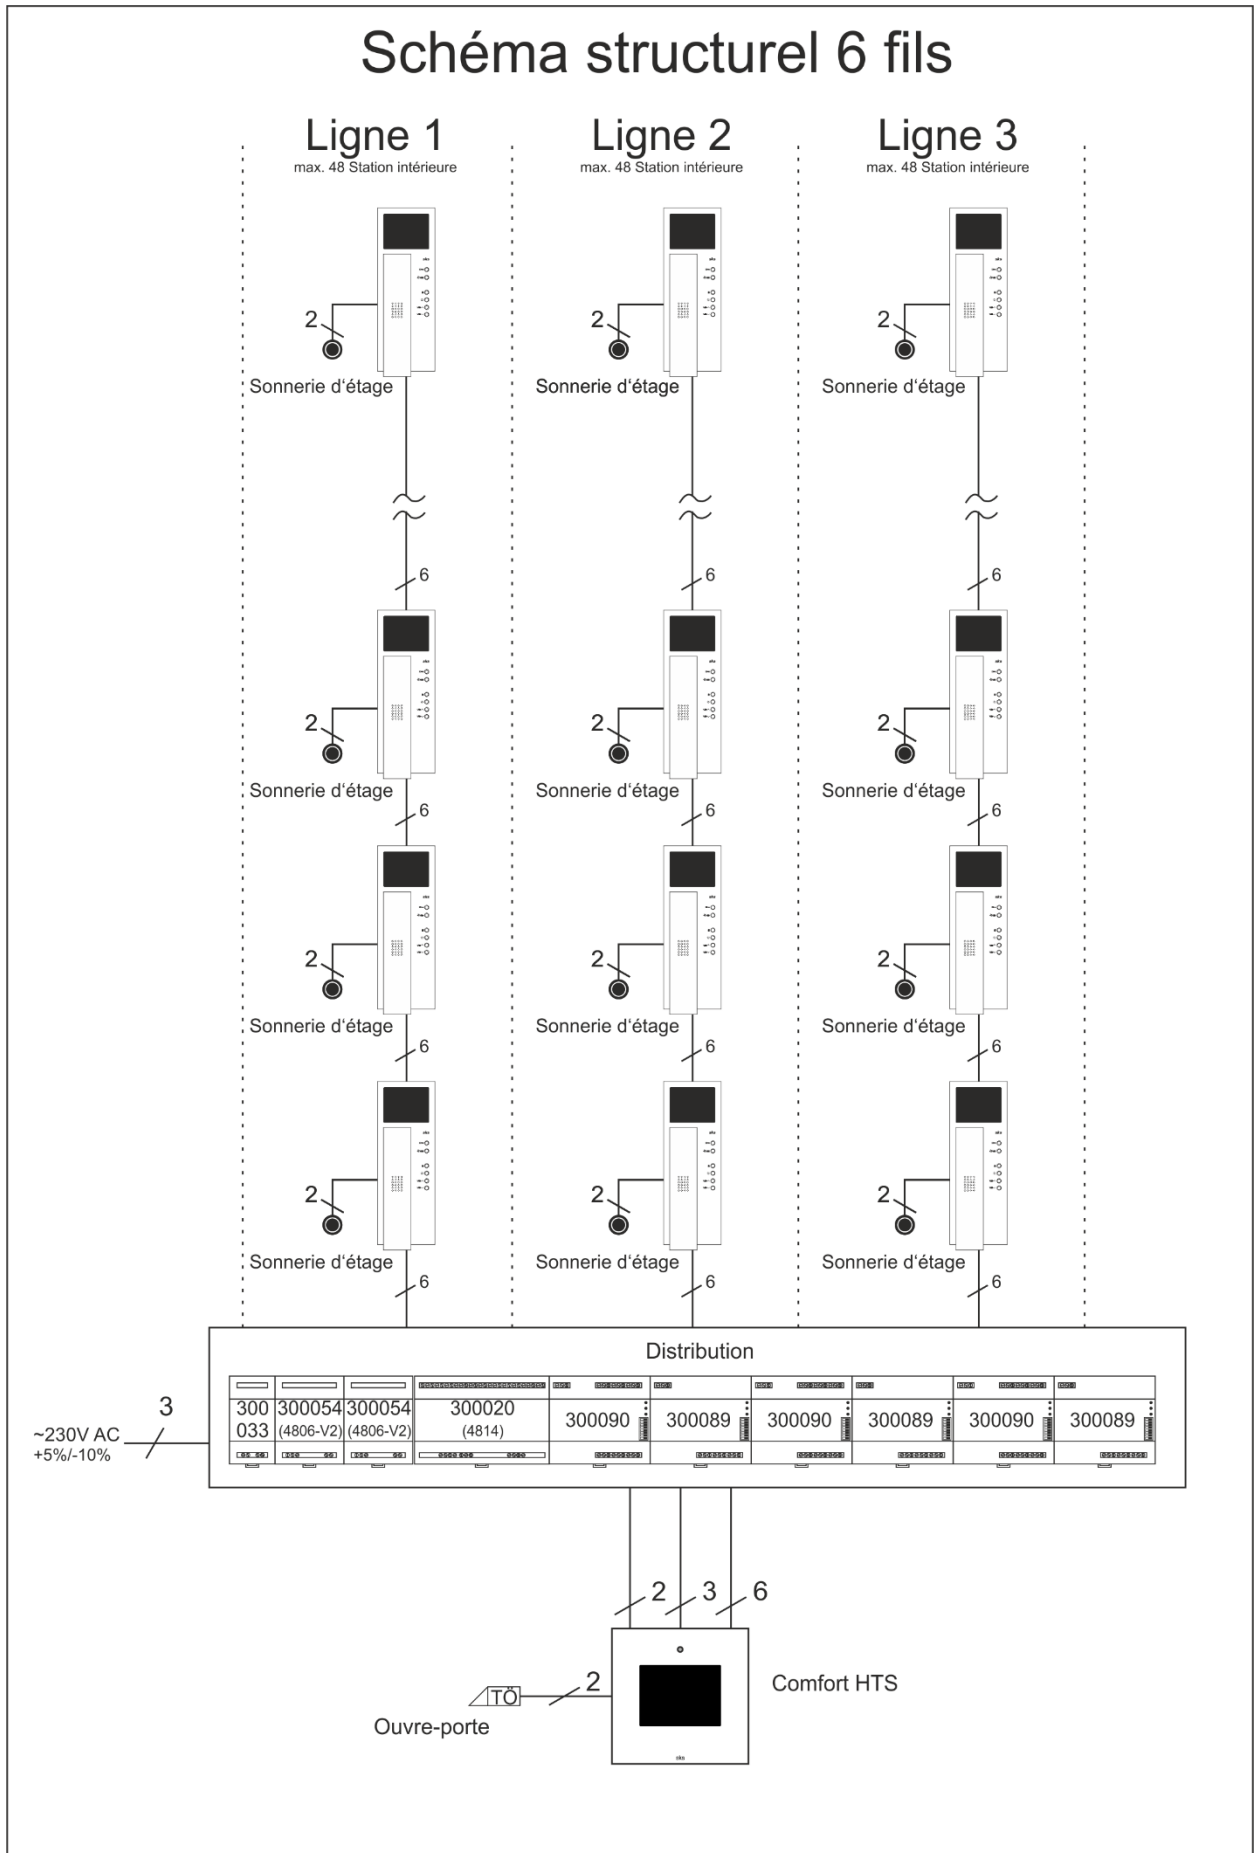 Schéma structurel 6 fils
Ligne 1
max. 48 Station intérieure
Ligne 2
max. 48 Station intérieure
Ligne 3
max. 48 Station intérieure
2
2
2
Sonnerie d‘étage
Sonnerie d‘étage
Sonnerie d‘étage
6
6
6
2
2
2
Sonnerie d‘étage
Sonnerie d‘étage
Sonnerie d‘étage
6
6
6
2
2
2
Sonnerie d‘étage
Sonnerie d‘étage
Sonnerie d‘étage
6
6
6
2
2
2
Sonnerie d‘étage
Sonnerie d‘étage
Sonnerie d‘étage
6
6
6
Distribution
3
~230V AC
+5%/-10%
300
033
300054
(4806-V2)
300054
(4806-V2)
300020
(4814)
300090
300089
300090
300089
300090
300089
2
3
6
2
TÖ
Ouvre-porte
Comfort HTS